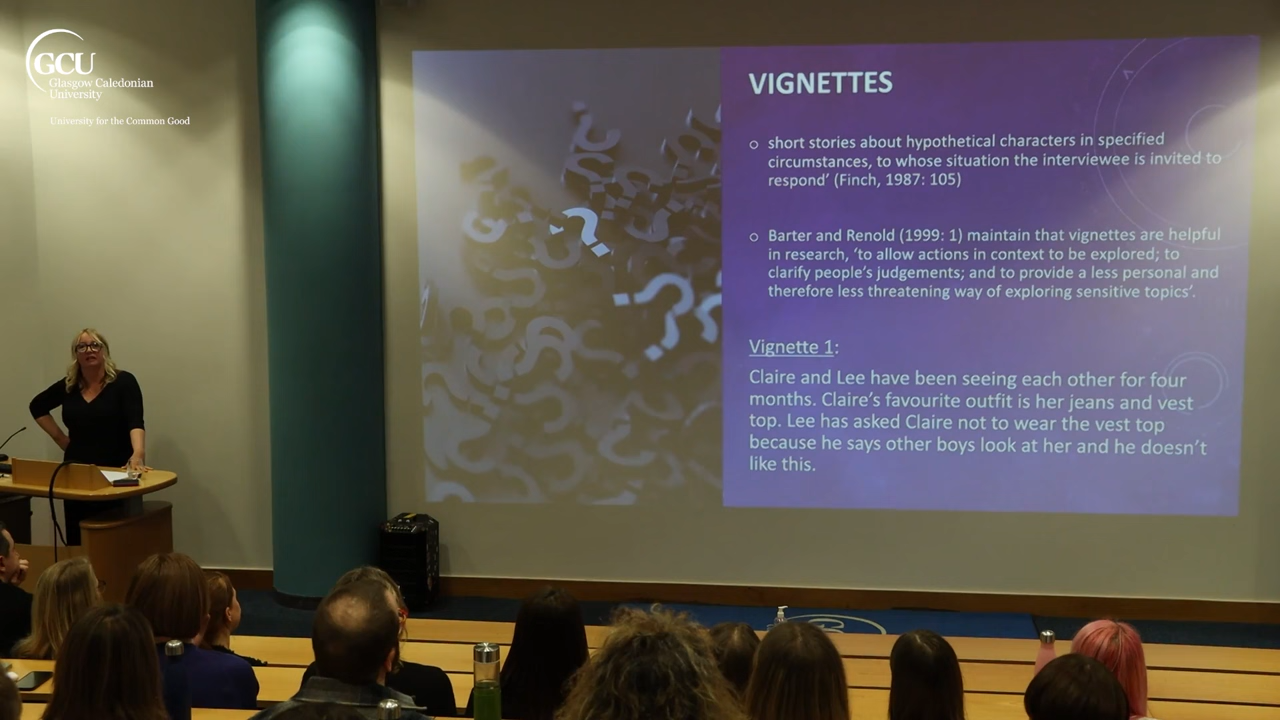 GCU
Glasgow Caledonian
University
University for the Common Good
VIGNETTES
short stories about hypothetical characters in specified
circumstances, to whose situation the interviewee is invited to
respond’ (Finch, 1987: 105)
Barter and Renold (1999: 1) maintain that vignettes are helpful
in research, ‘to allow actions in context to be explored; to
clarify people’s judgements; and to provide a less personal and
therefore less threatening way of exploring sensitive topics’.
Vignette 1:
Claire and Lee have been seeing each other for four
months. Claire’s favourite outfit is her jeans and vest
top. Lee has asked Claire not to wear the vest top
because he says other boys look at her and he doesn’t
like this.